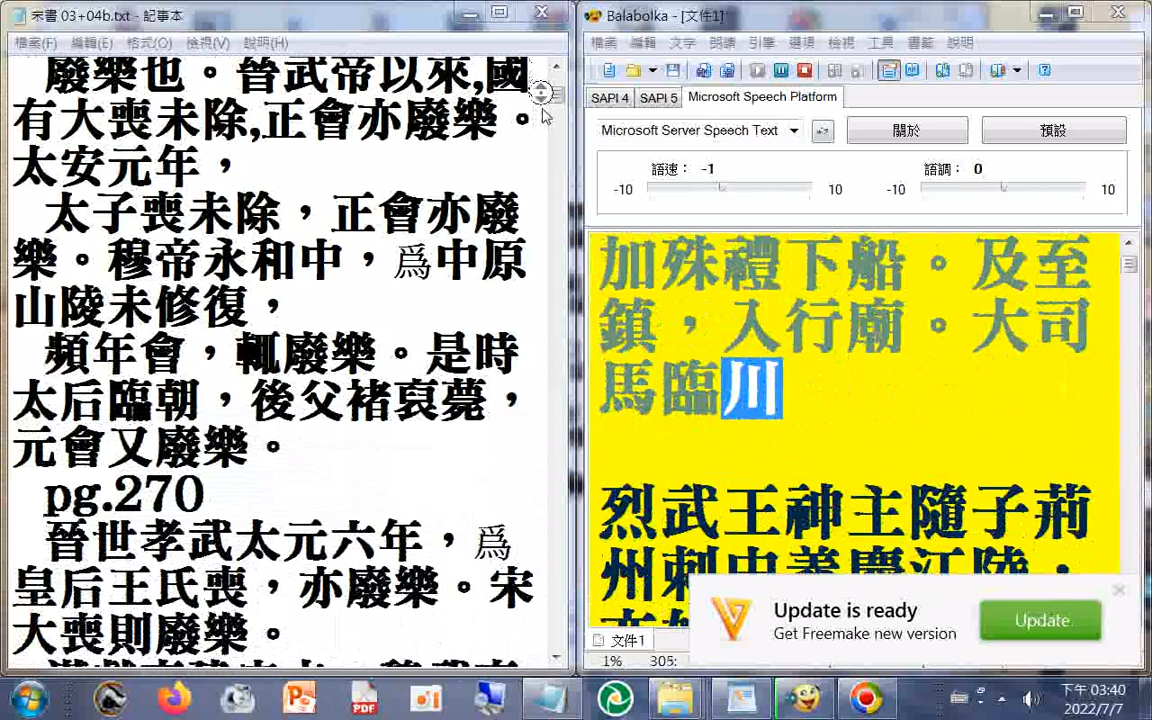 宋書 03+04b.txt - 記事本
檔案(F) 編輯(E) 格式(O) 檢視(V) 說明(H)
廢樂也。晉武帝以來,國
有大喪未除,正會亦廢樂。
太安元年，
太子喪未除，正會亦廢
樂。穆帝永和中，爲中原
山陵未修復，
頻年會，輒廢樂。是時
太后臨朝，後父褚裒薨，
元會又廢樂。
pg.270
晉世孝武太元六年，爲
皇后王氏喪，亦廢樂。宋
大喪則廢樂。
Balabolka - [文件1]
檔案 編輯 文字 朗讀 引擎 選項 檢視 工具 書籤 說明
SAPI 4 SAPI 5 Microsoft Speech Platform
Microsoft Server Speech Text 關於 預設
語速： -1 語調： 0
-10 10 -10 10
加殊禮下船。及至
鎮，入行廟。大司
馬臨川
烈武王神主隨子荊
州刺史義慶江陵，
Update is ready
Get Freemake new version
Update
文件1
1% 305:
下午 03:40
2022/7/7